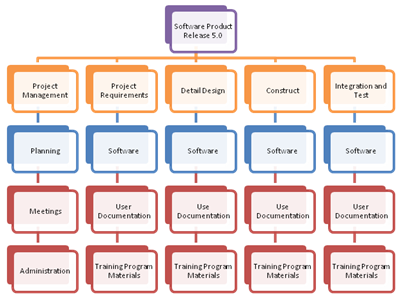 Software Product
Release 5.0
Project
Management
Project
Requirements
Detail Design
Construct
Integration and
Test
Planning
Software
Software
Software
Software
Meetings
User
Documentation
Use
Documentation
Use
Documentation
User
Documentation
Administration
Training Program
Materials
Training Program
Materials
Training Program
Materials
Training Program
Materials